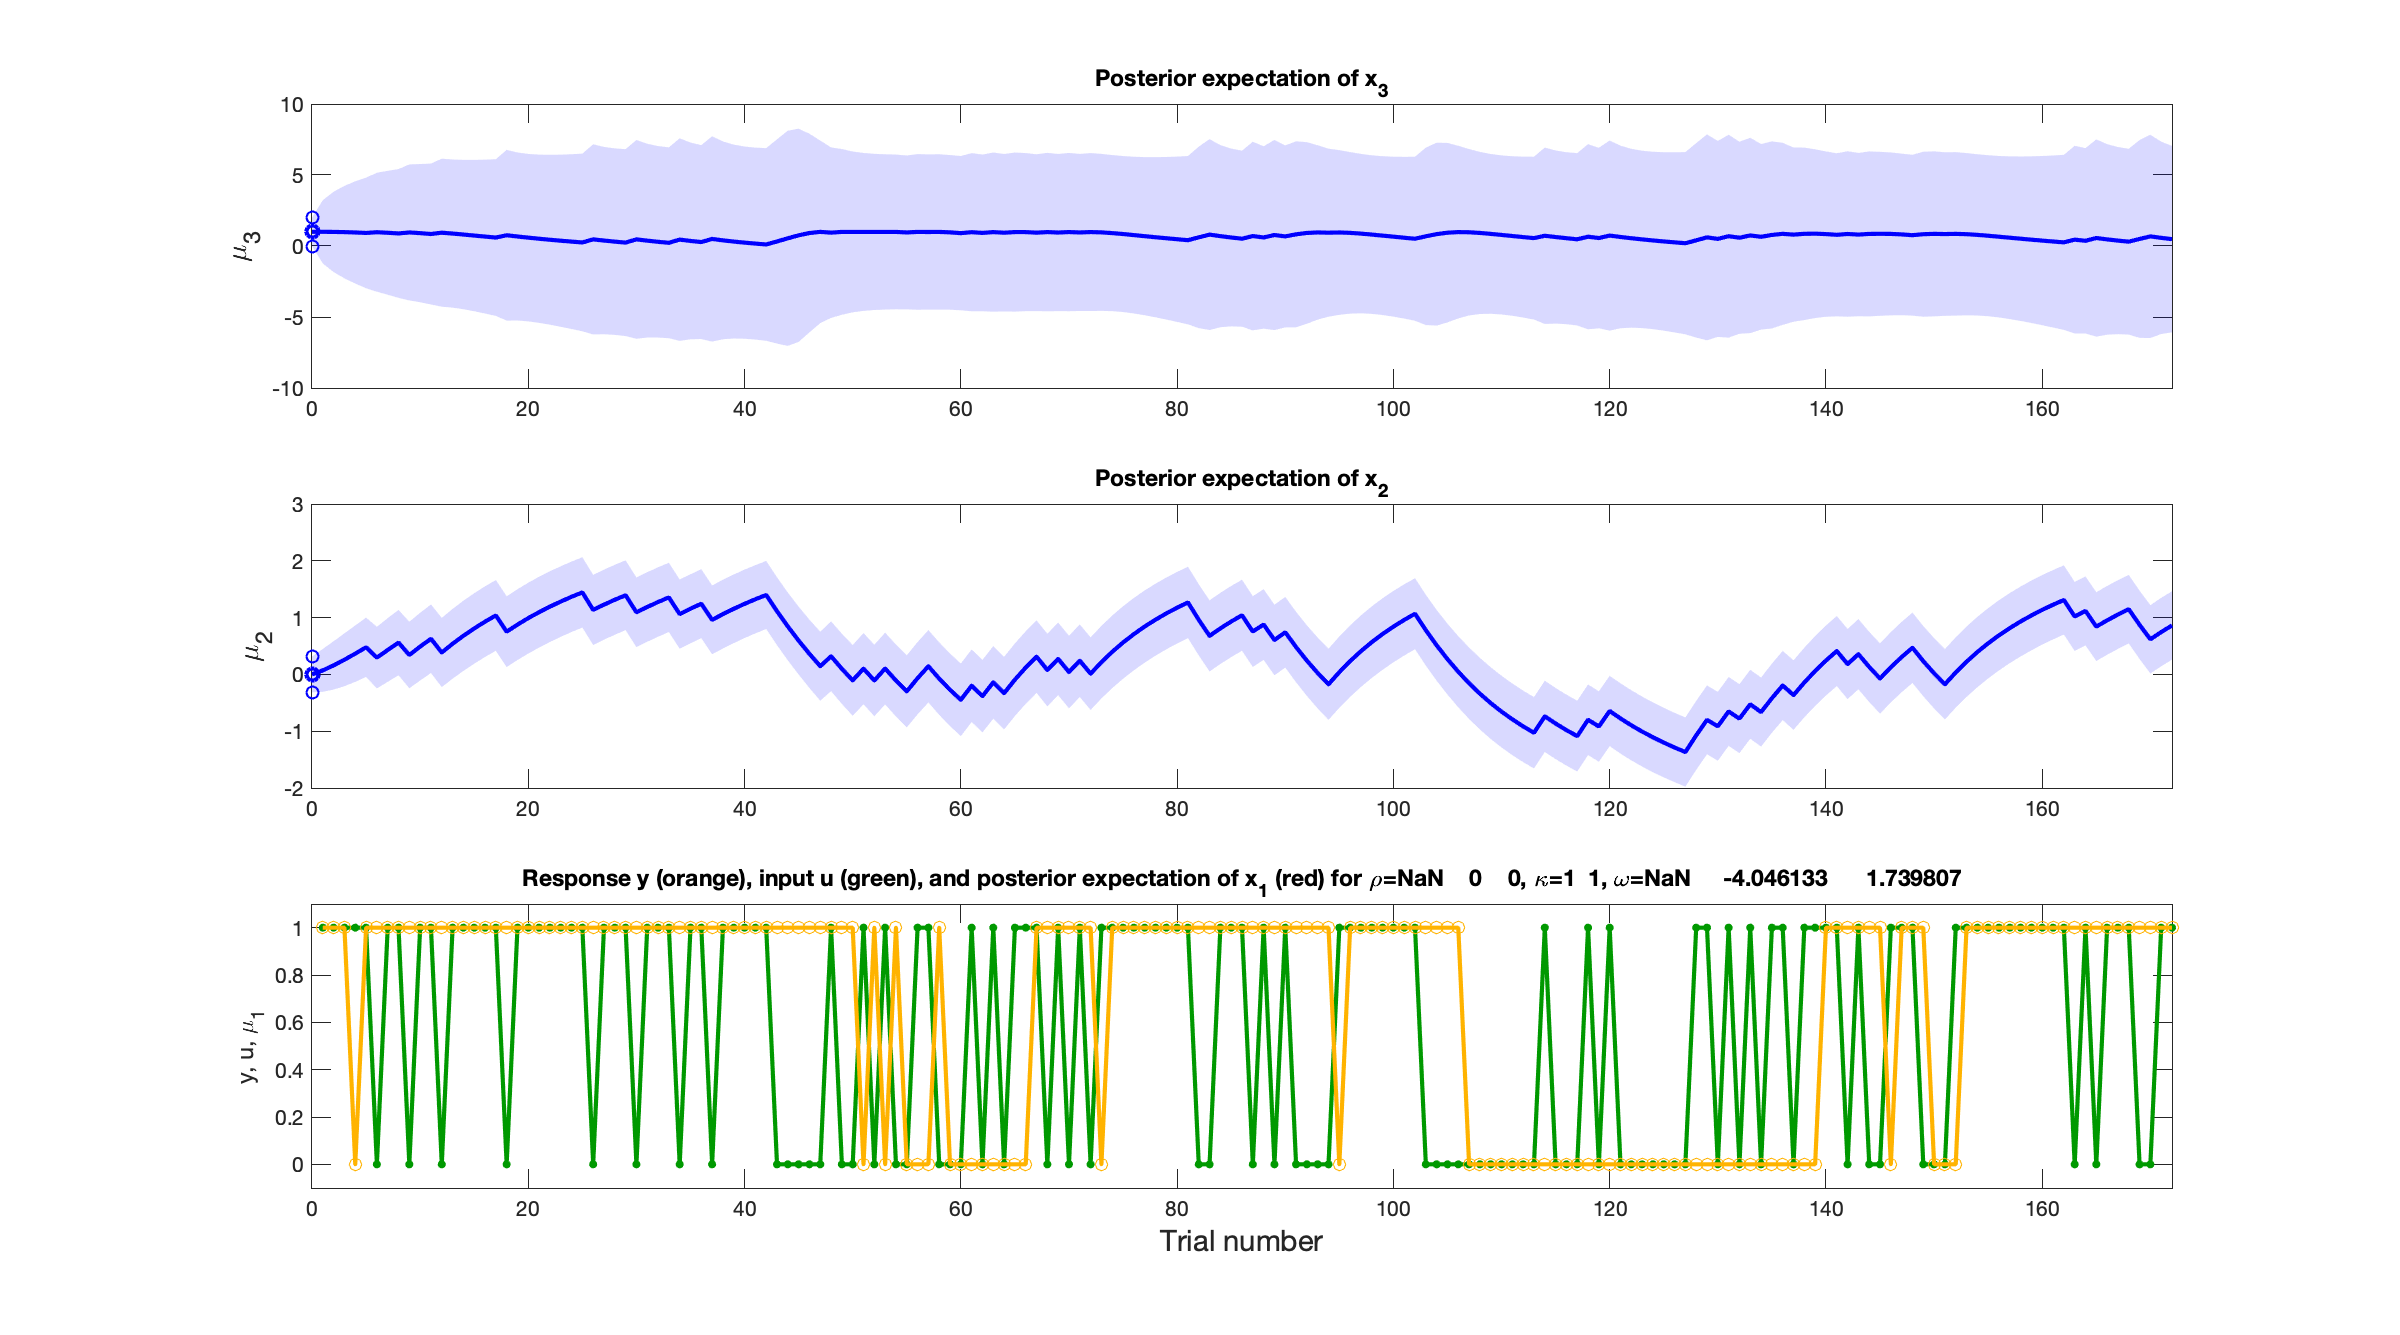 Posterior expectation of x3
10
5
0
-5
-10
μ3
0 20 40 60 80 100 120 140 160
Posterior expectation of x2
3
2
1
0
-1
-2
μ2
0 20 40 60 80 100 120 140 160
Response y (orange), input u (green), and posterior expectation of x1 (red) for ρ=NaN 0 0, κ=1 1, ω=NaN -4.046133 1.739807
1
0.8
0.6
0.4
0.2
0
y, u, μ1
0 20 40 60 80 100 120 140 160
Trial number